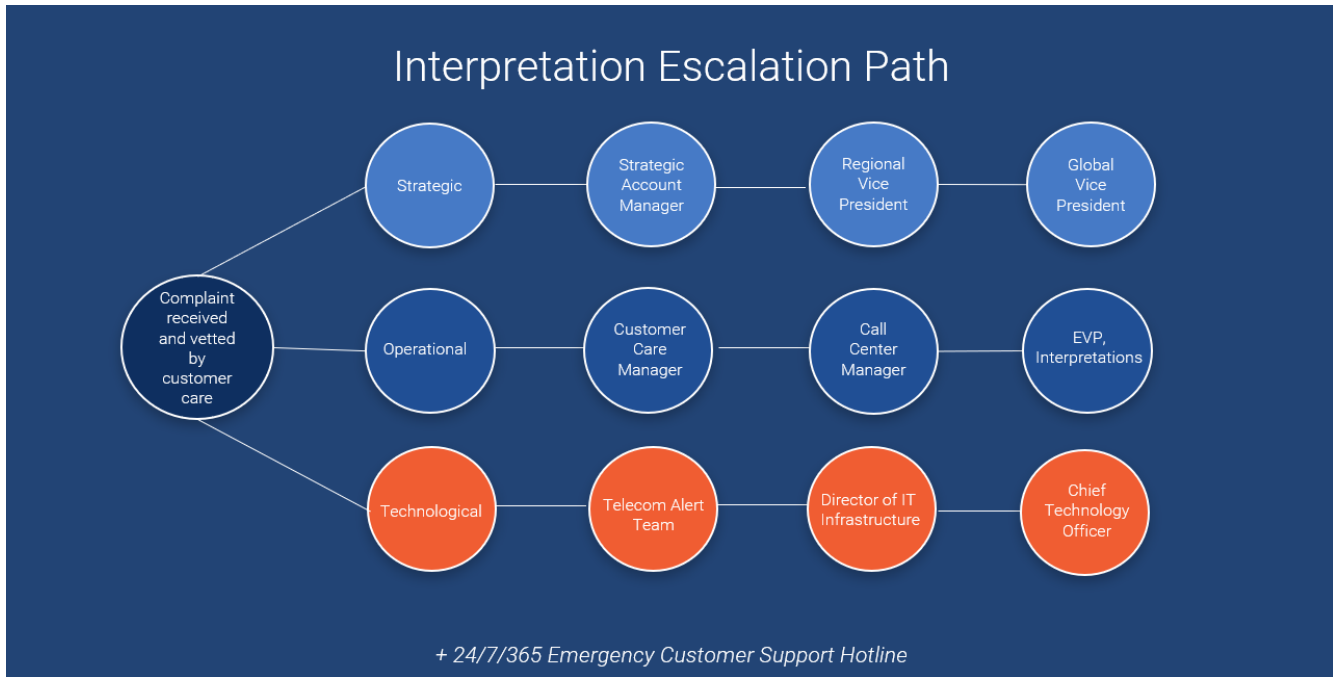 Interpretation Escalation Path
Strategic
Strategic
Account
Manager
Regional
Vice
President
Global
Vice
President
Complaint
received
and vetted
by
customer
care
Operational
Customer
Care
Manager
Call
Center
Manager
EVP,
Interpretations
Technological
Telecom Alert
Team
Director of IT
Infrastructure
Chief
Technology
Officer
+ 24/7/365 Emergency Customer Support Hotline